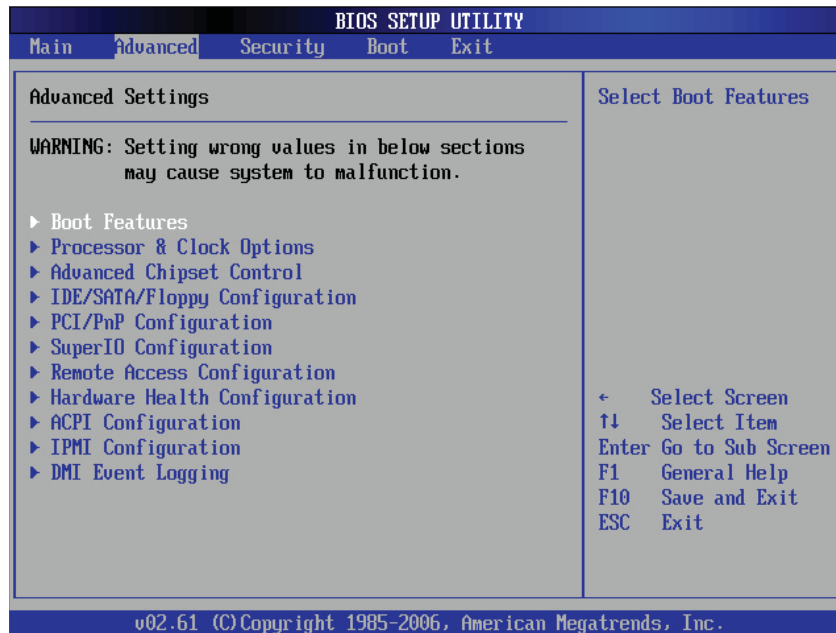 BIOS SETUP UTILITY
Main Advanced Security Boot Exit
Advanced Settings
WARNING: Setting wrong values in below sections
may cause system to malfunction.
▶ Boot Features
▶ Processor & Clock Options
▶ Advanced Chipset Control
▶ IDE/SATA/Floppy Configuration
▶ PCI/PnP Configuration
▶ SuperIO Configuration
▶ Remote Access Configuration
▶ Hardware Health Configuration
▶ ACPI Configuration
▶ IPMI Configuration
▶ DMI Event Logging
Select Boot Features
← Select Screen
↑↓ Select Item
Enter Go to Sub Screen
F1 General Help
F10 Save and Exit
ESC Exit
v02.61 (C)Copyright 1985-2006, American Megatrends, Inc.